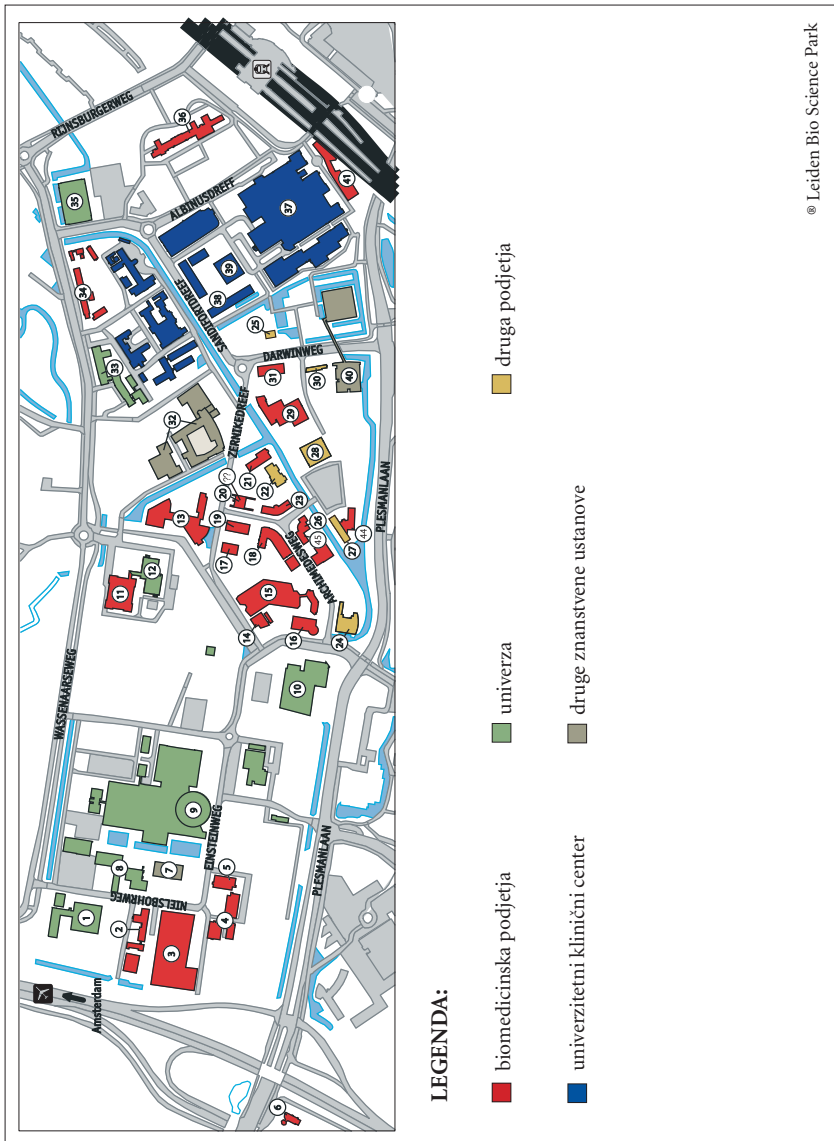 Amsterdam
WASSENAARSEWEG
RIJNSBURGERWEG
NIELSBOHRWEG
EINSTEINWEG
PLESMANLAAN
ZERNIKEDREEF
SANDIFORTDREEF
ALBINUSDREEF
DARWINWEG
ARCHIMEDESWEG
PLESMANLAAN
1
2
3
4
5
6
7
8
9
10
11
12
13
14
15
16
17
18
19
20
??
21
22
23
24
25
26
45
27
44
28
29
30
31
32
33
34
35
36
37
38
39
40
41
LEGENDA:
biomedicinska podjetja
univerza
druga podjetja
univerzitetni klinični center
druge znanstvene ustanove
® Leiden Bio Science Park